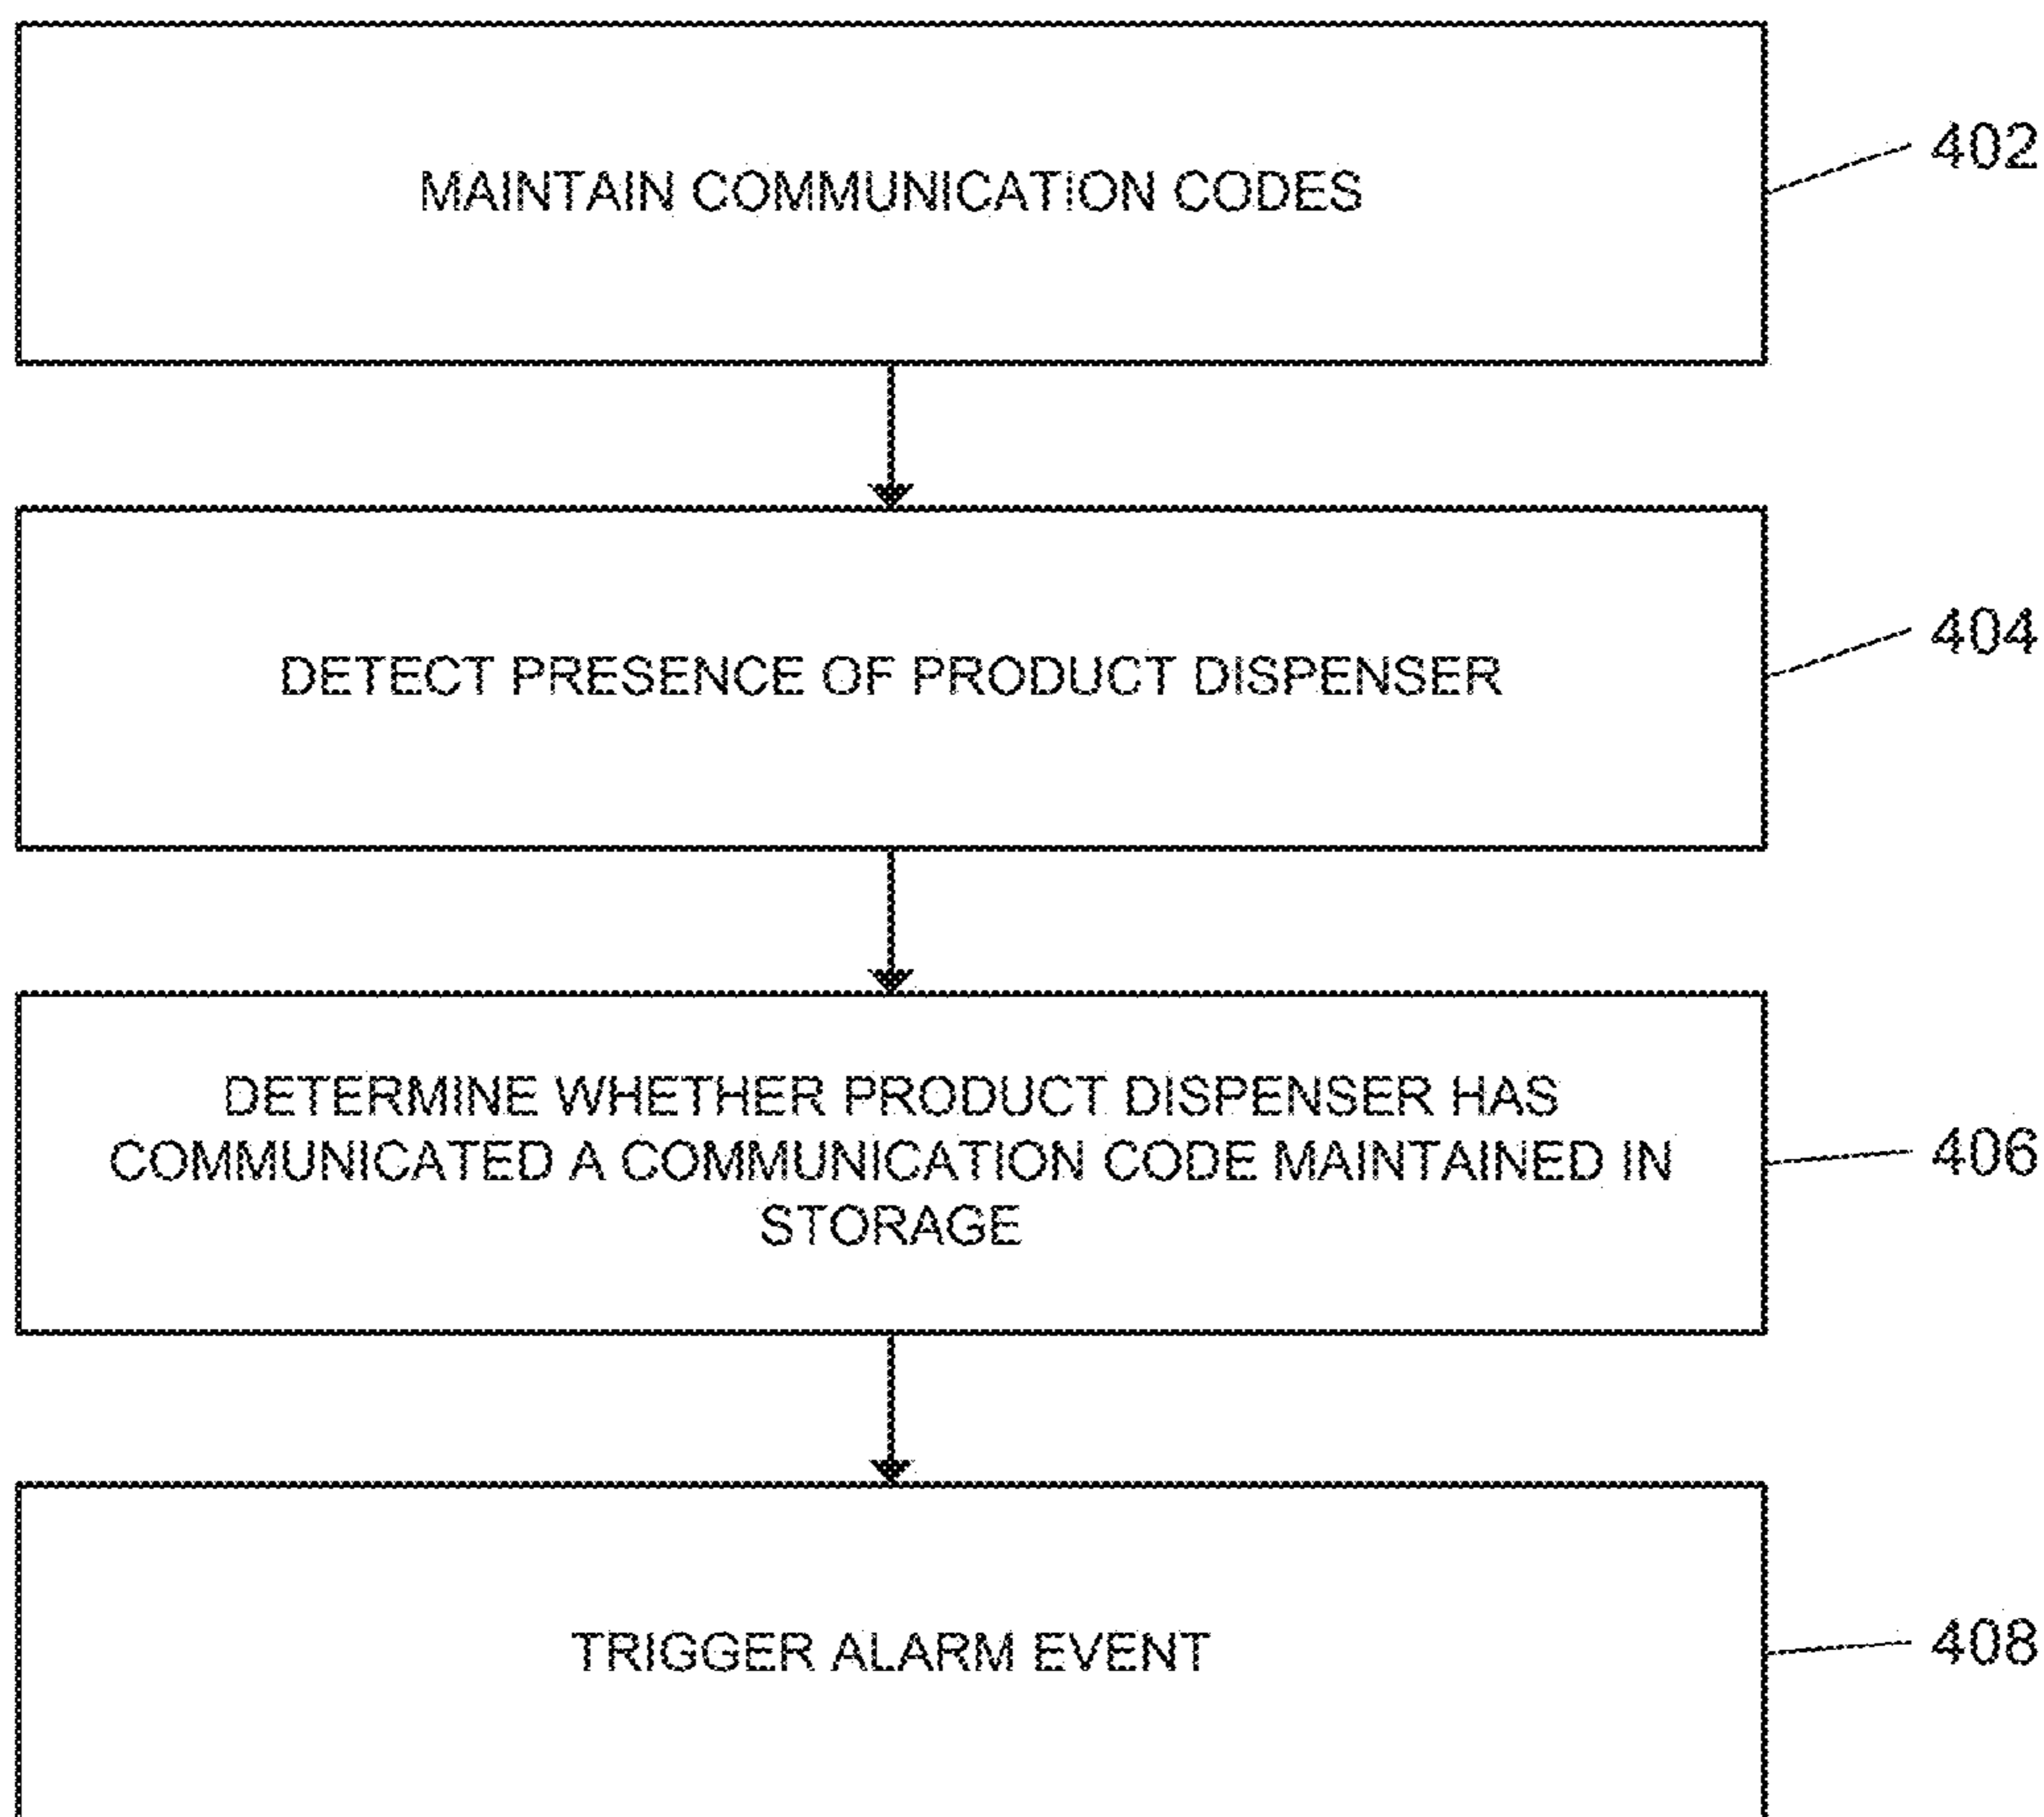 MAINTAIN COMMUNICATION CODES
402
DETECT PRESENCE OF PRODUCT DISPENSER
404
DETERMINE WHETHER PRODUCT DISPENSER HAS
COMMUNICATED A COMMUNICATION CODE MAINTAINED IN
STORAGE
406
TRIGGER ALARM EVENT
408